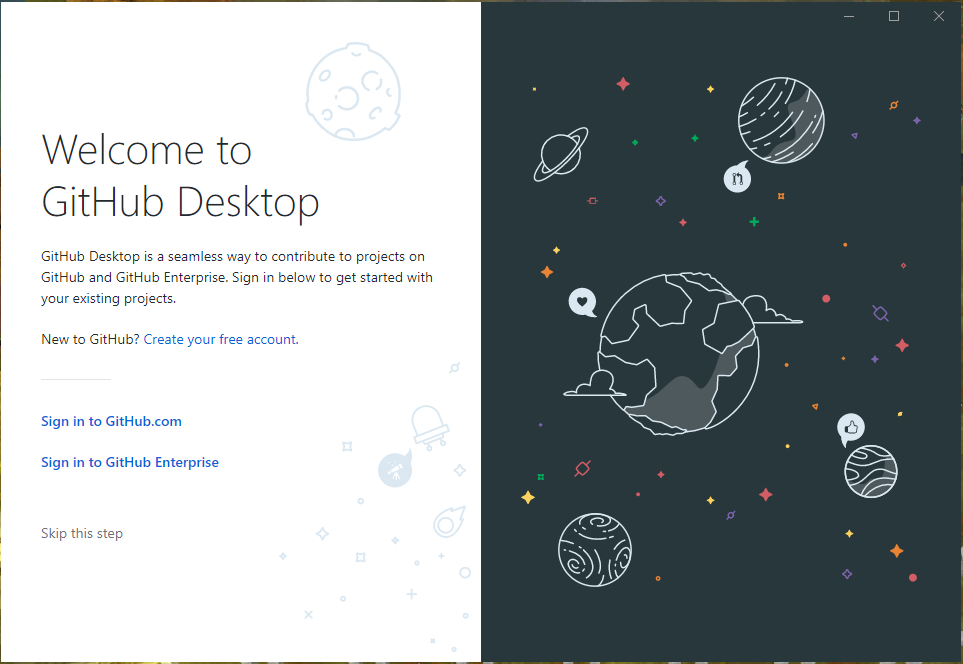 Welcome to
GitHub Desktop
GitHub Desktop is a seamless way to contribute to projects on
GitHub and GitHub Enterprise. Sign in below to get started with
your existing projects.
New to GitHub? Create your free account.
Sign in to GitHub.com
Sign in to GitHub Enterprise
Skip this step